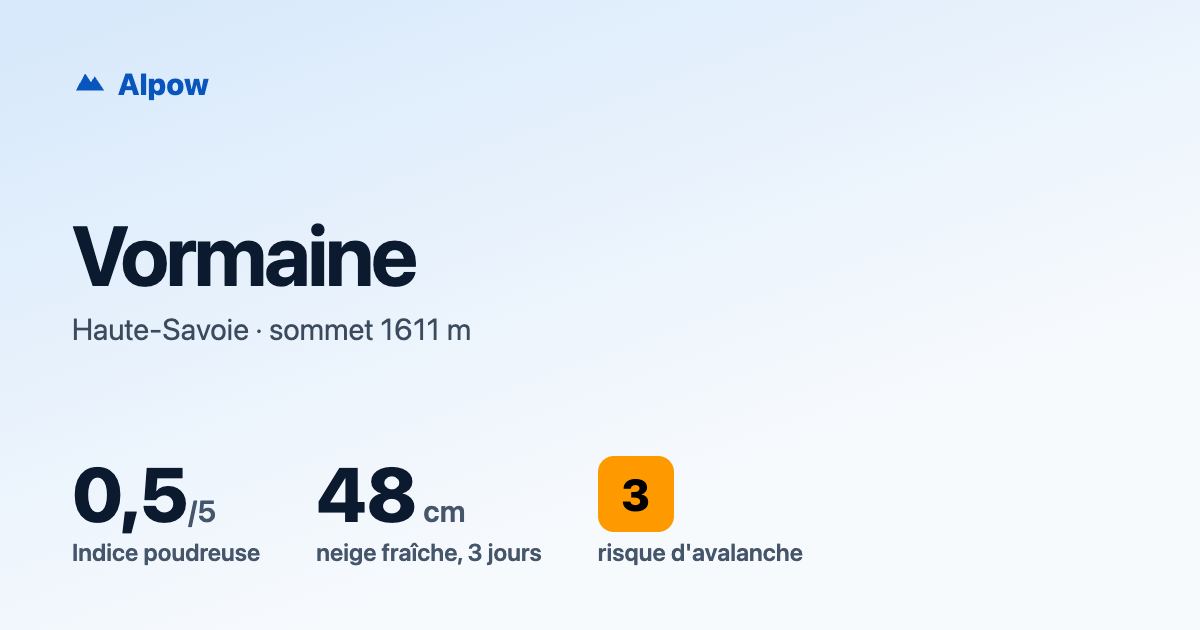 Alpow
Vormaine
Haute-Savoie · sommet 1611 m
0,5/5
Indice poudreuse
48 cm
neige fraîche, 3 jours
3
risque d'avalanche